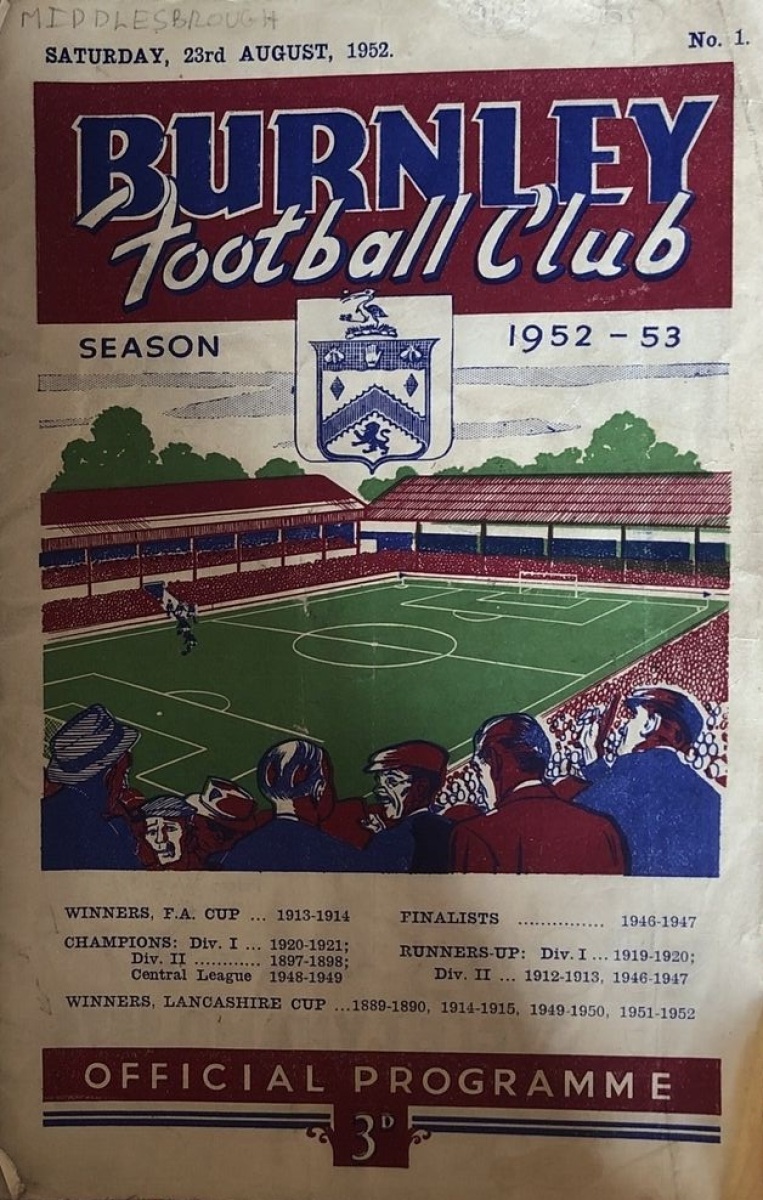 MIDDLESBROUGH
SATURDAY, 23rd AUGUST, 1952. No. 1.
BURNLEY
Football Club
SEASON 1952 - 53
WINNERS, F.A. CUP ... 1913-1914 FINALISTS .............. 1946-1947
CHAMPIONS: Div. I ... 1920-1921; RUNNERS-UP: Div. I ... 1919-1920;
Div. II ............ 1897-1898; Div. II ... 1912-1913, 1946-1947
Central League 1948-1949
WINNERS, LANCASHIRE CUP ...1889-1890, 1914-1915, 1949-1950, 1951-1952
OFFICIAL PROGRAMME
3D